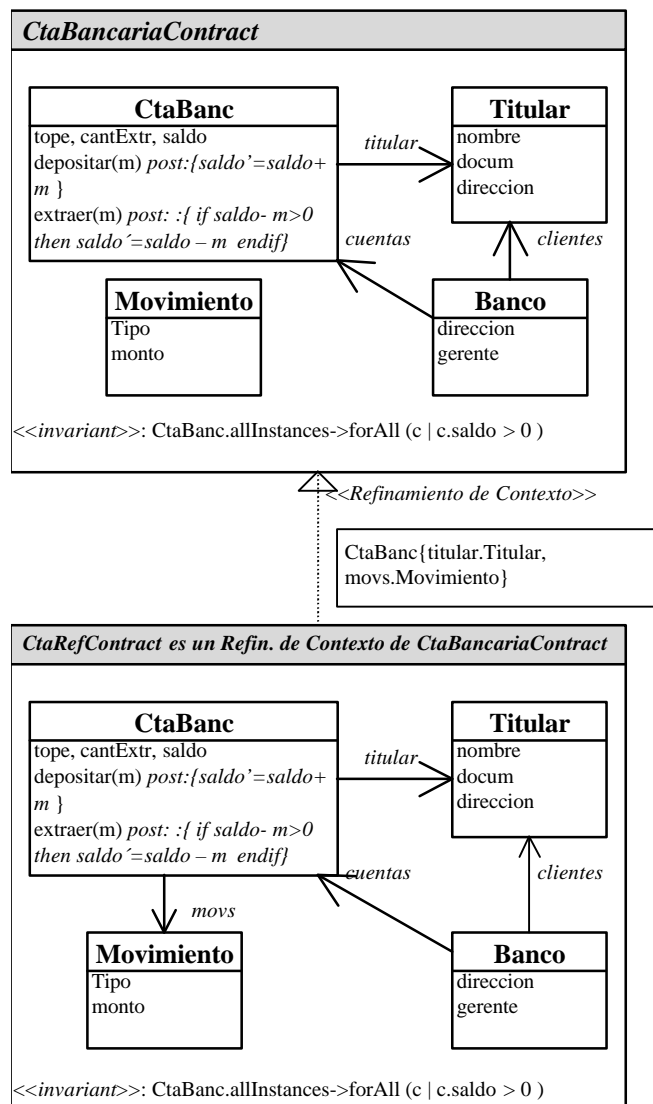 CtaBancariaContract
CtaBanc
tope, cantExtr, saldo
depositar(m) post:{saldo’=saldo+
m }
extraer(m) post: :{ if saldo- m>0
then saldo´=saldo – m endif}
titular
Titular
nombre
docum
direccion
cuentas
clientes
Movimiento
Tipo
monto
Banco
direccion
gerente
<<invariant>>: CtaBanc.allInstances->forAll (c | c.saldo > 0 )
<<Refinamiento de Contexto>>
CtaBanc{titular.Titular,
movs.Movimiento}
CtaRefContract es un Refin. de Contexto de CtaBancariaContract
CtaBanc
tope, cantExtr, saldo
depositar(m) post:{saldo’=saldo+
m }
extraer(m) post: :{ if saldo- m>0
then saldo´=saldo – m endif}
titular
Titular
nombre
docum
direccion
cuentas
clientes
movs
Movimiento
Tipo
monto
Banco
direccion
gerente
<<invariant>>: CtaBanc.allInstances->forAll (c | c.saldo > 0 )